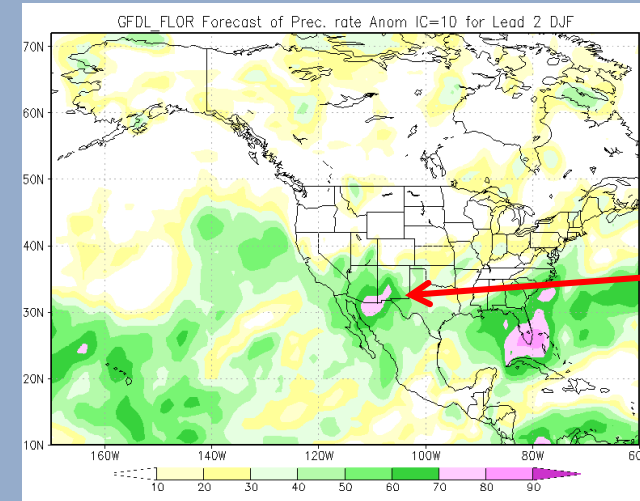 GFDL_FLOR Forecast of Prec. rate Anom IC=10 for Lead 2 DJF
70N
60N
50N
40N
30N
20N
10N
160W 140W 120W 100W 80W 60
10 20 30 40 50 60 70 80 90